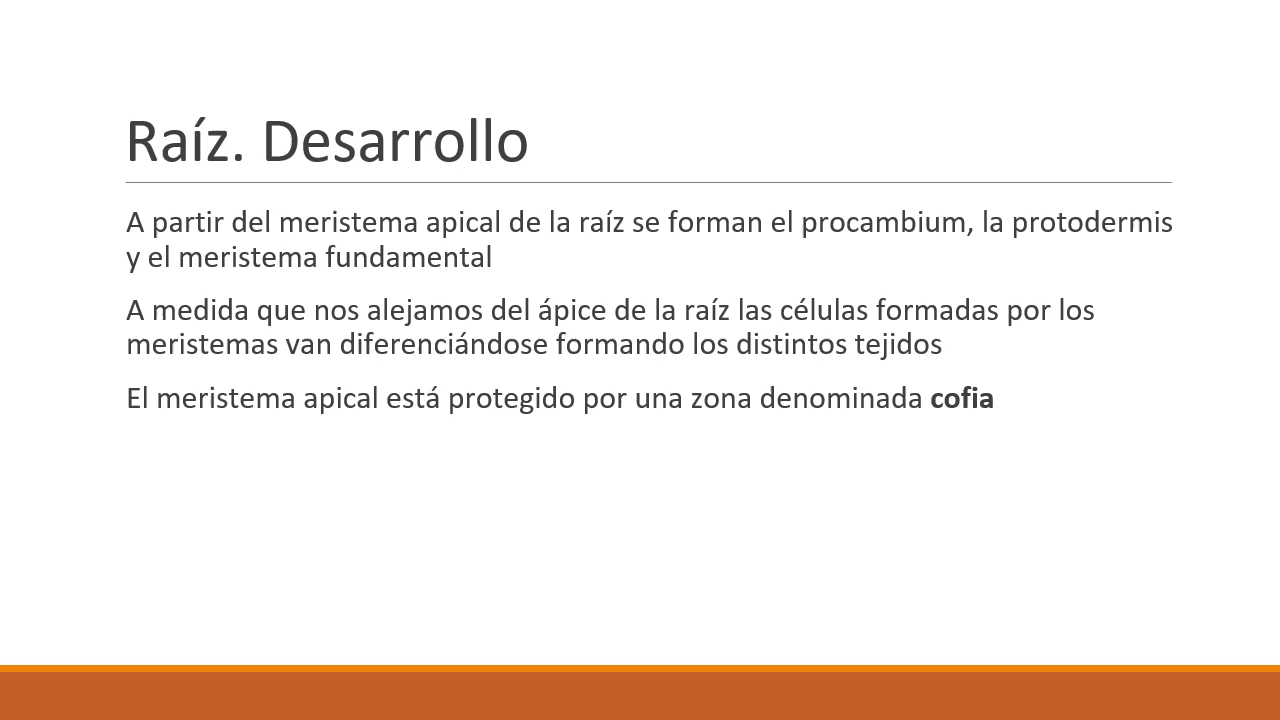 Raíz. Desarrollo
A partir del meristema apical de la raíz se forman el procambium, la protodermis
y el meristema fundamental
A medida que nos alejamos del ápice de la raíz las células formadas por los
meristemas van diferenciándose formando los distintos tejidos
El meristema apical está protegido por una zona denominada cofia